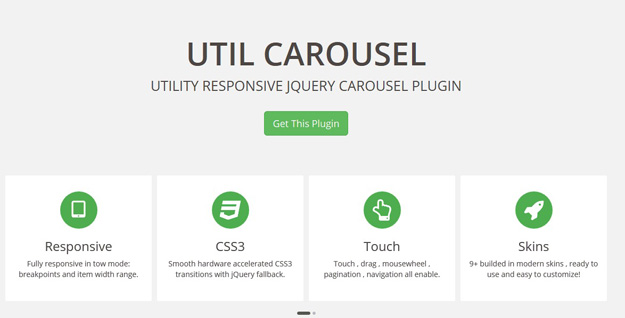 UTIL CAROUSEL
UTILITY RESPONSIVE JQUERY CAROUSEL PLUGIN
Get This Plugin
Responsive
Fully responsive in tow mode:
breakpoints and item width range.
CSS3
Smooth hardware accelerated CSS3
transitions with jQuery fallback.
Touch
Touch , drag , mousewheel ,
pagination , navigation all enable.
Skins
9+ builded in modern skins , ready to
use and easy to customize!